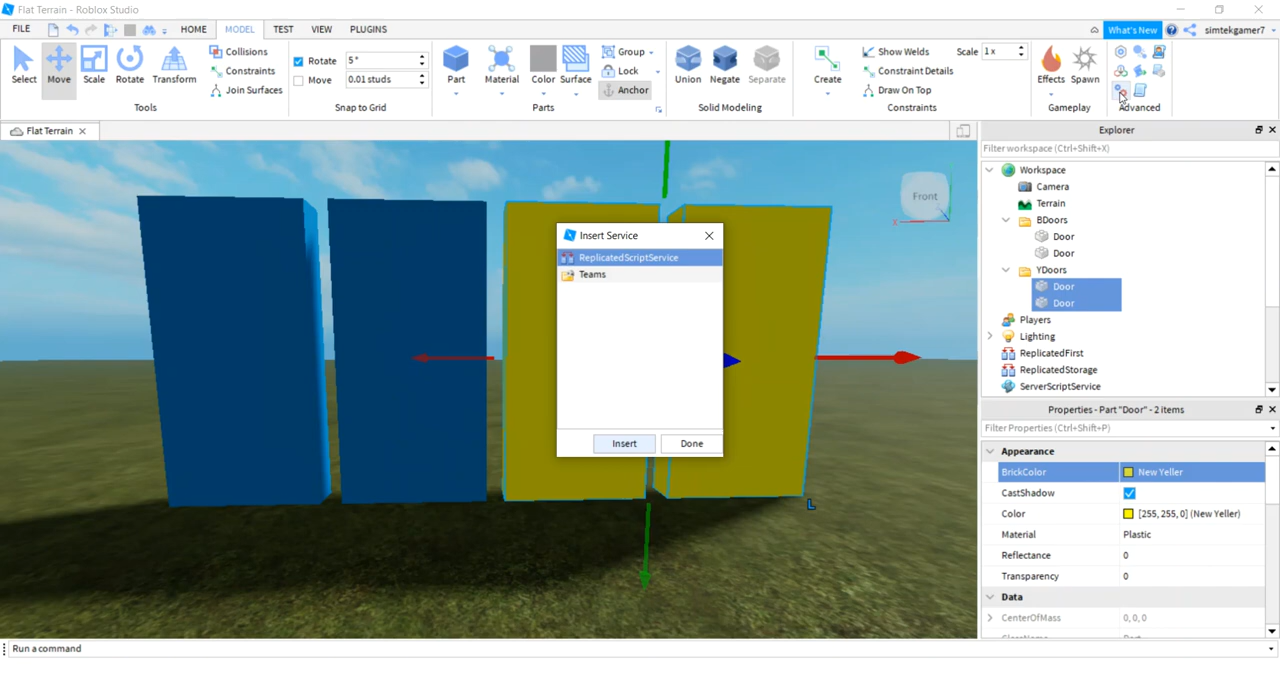 Flat Terrain - Roblox Studio
FILE HOME MODEL TEST VIEW PLUGINS What's New simtekgamer7
Select Move Scale Rotate Transform
Collisions
Constraints
Join Surfaces
Tools
Rotate 5°
Move 0.01 studs
Snap to Grid
Part Material Color Surface
Group
Lock
Anchor
Parts
Union Negate Separate
Solid Modeling
Create
Show Welds Scale 1x
Constraint Details
Draw On Top
Constraints
Effects Spawn
Gameplay
Advanced
Flat Terrain
Explorer
Filter workspace (Ctrl+Shift+X)
Workspace
Camera
Terrain
BDoors
Door
Door
YDoors
Door
Door
Players
Lighting
ReplicatedFirst
ReplicatedStorage
ServerScriptService
Front
X
Insert Service
ReplicatedScriptService
Teams
Insert Done
L
Properties - Part "Door" - 2 items
Filter Properties (Ctrl+Shift+P)
Appearance
BrickColor New Yeller
CastShadow
Color [255, 255, 0] (New Yeller)
Material Plastic
Reflectance 0
Transparency 0
Data
CenterOfMass 0, 0, 0
Run a command